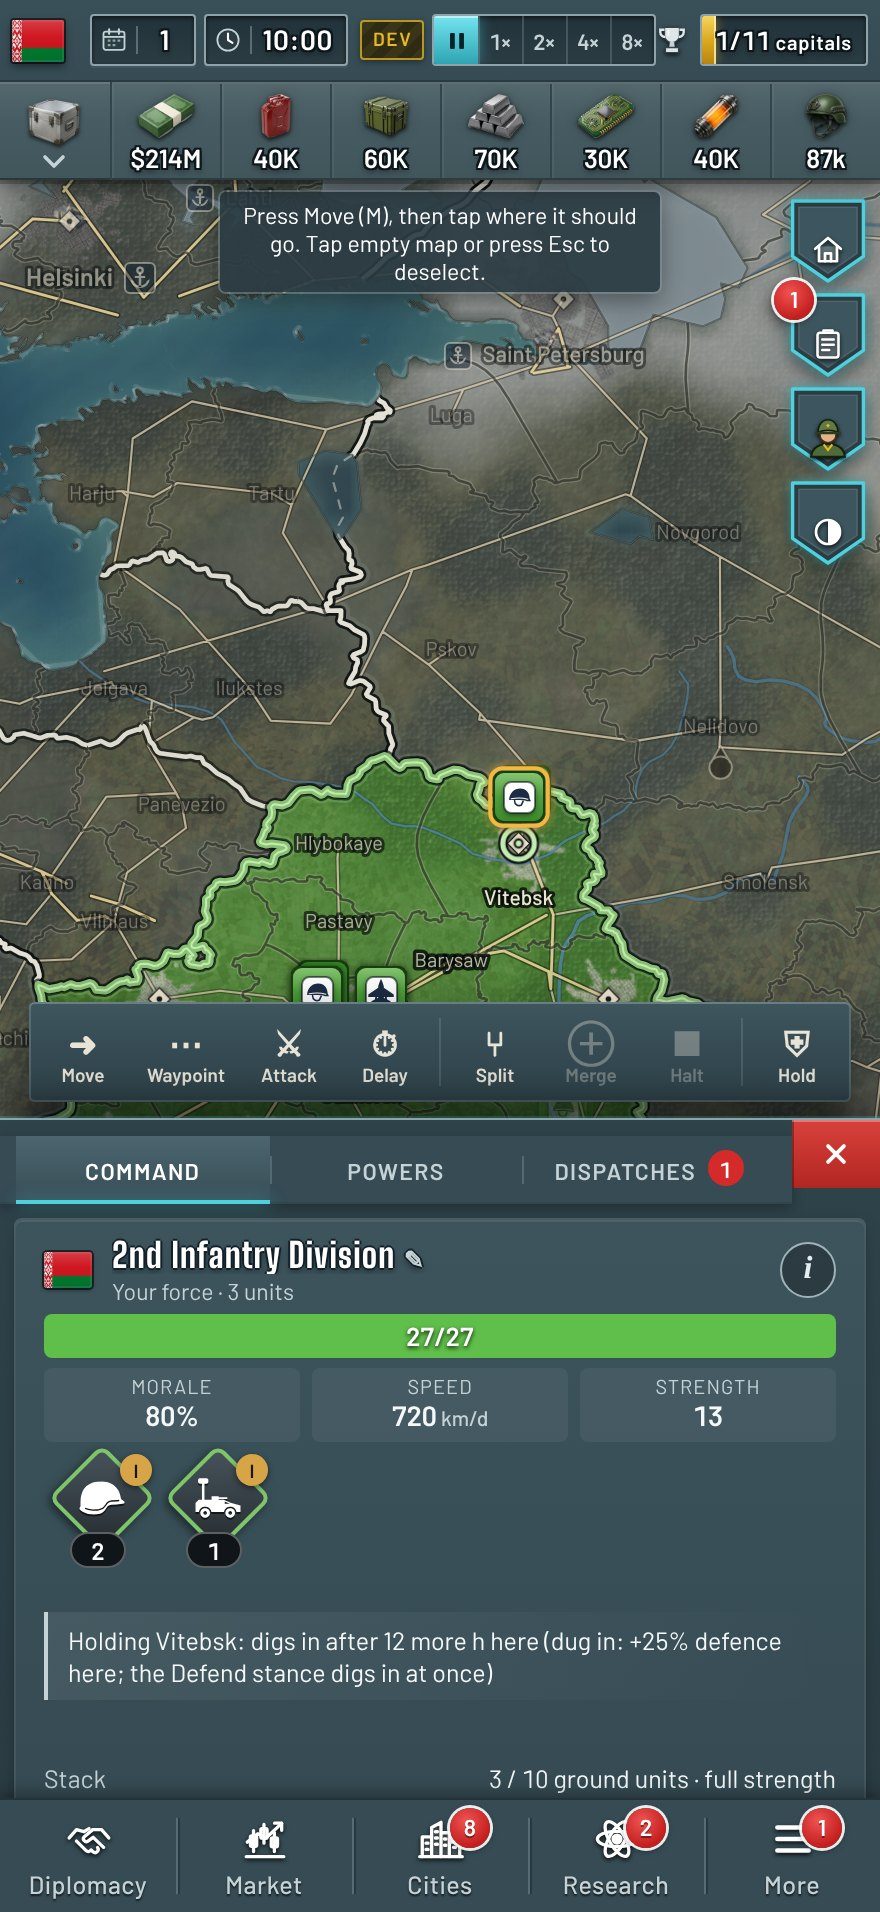 1
10:00
DEV
1×
2×
4×
8×
1/11 capitals
$214M
40K
60K
70K
30K
40K
87k
Press Move (M), then tap where it should
go. Tap empty map or press Esc to
deselect.
Helsinki
1
Saint Petersburg
Luga
Harju
Tartu
Novgorod
Pskov
Jelgava
Ilukstes
Nelidovo
Panevezio
Hlybokaye
Kauno
Smolensk
Vitebsk
Vilniaus
Pastavy
Barysaw
Move
Waypoint
Attack
Delay
Split
Merge
Halt
Hold
COMMAND
POWERS
DISPATCHES
1
2nd Infantry Division
i
Your force · 3 units
27/27
MORALE
80%
SPEED
720 km/d
STRENGTH
13
I
I
2
1
Holding Vitebsk: digs in after 12 more h here (dug in: +25% defence
here; the Defend stance digs in at once)
Stack
3 / 10 ground units · full strength
8
2
1
Diplomacy
Market
Cities
Research
More